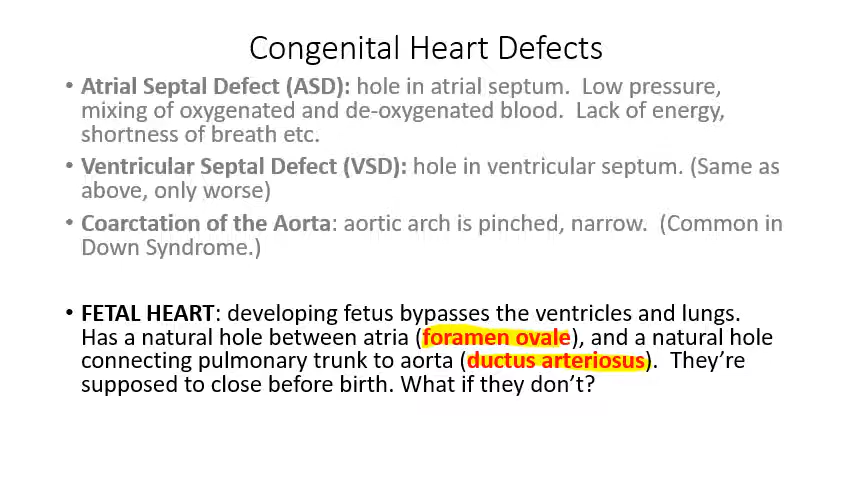 Congenital Heart Defects
• Atrial Septal Defect (ASD): hole in atrial septum.  Low pressure,
mixing of oxygenated and de-oxygenated blood.  Lack of energy,
shortness of breath etc.
• Ventricular Septal Defect (VSD): hole in ventricular septum. (Same as
above, only worse)
• Coarctation of the Aorta: aortic arch is pinched, narrow.  (Common in
Down Syndrome.)
• FETAL HEART: developing fetus bypasses the ventricles and lungs.
Has a natural hole between atria (foramen ovale), and a natural hole
connecting pulmonary trunk to aorta (ductus arteriosus).  They’re
supposed to close before birth. What if they don’t?